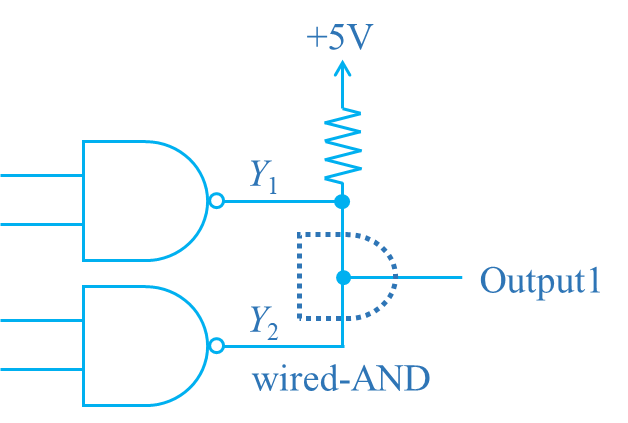 +5V
Y₁
Output1
Y₂
wired-AND